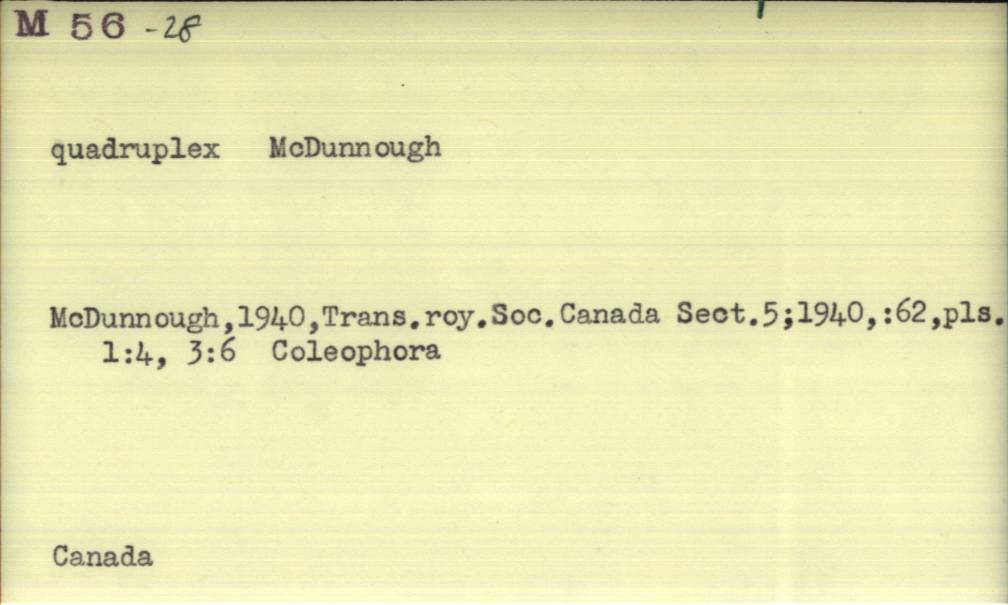 M 56 -28
quadruplex McDunnough
McDunnough,1940,Trans.roy.Soc.Canada Sect.5;1940,:62,pls.
1:4, 3:6 Coleophora
Canada